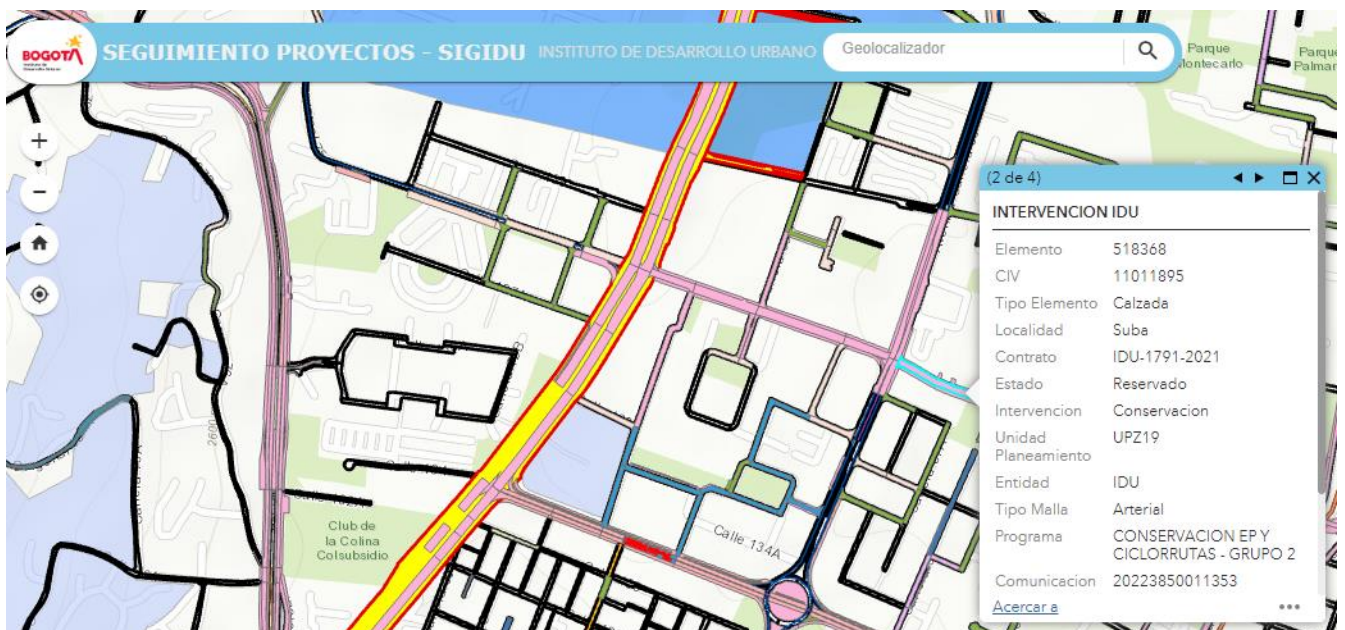 BOGOTÁ
SEGUIMIENTO PROYECTOS - SIGIDU INSTITUTO DE DESARROLLO URBANO
Geolocalizador
Parque
Montecarlo
+
−
(2 de 4)
INTERVENCION IDU
Elemento 518368
CIV 11011895
Tipo Elemento Calzada
Localidad Suba
Contrato IDU-1791-2021
Estado Reservado
Intervencion Conservacion
Unidad UPZ19
Planeamiento
Entidad IDU
Tipo Malla Arterial
Programa CONSERVACION EP Y
CICLORRUTAS - GRUPO 2
Comunicacion 20223850011353
Acercar a
2600
Club de
la Colina
Colsubsidio
Calle 134A